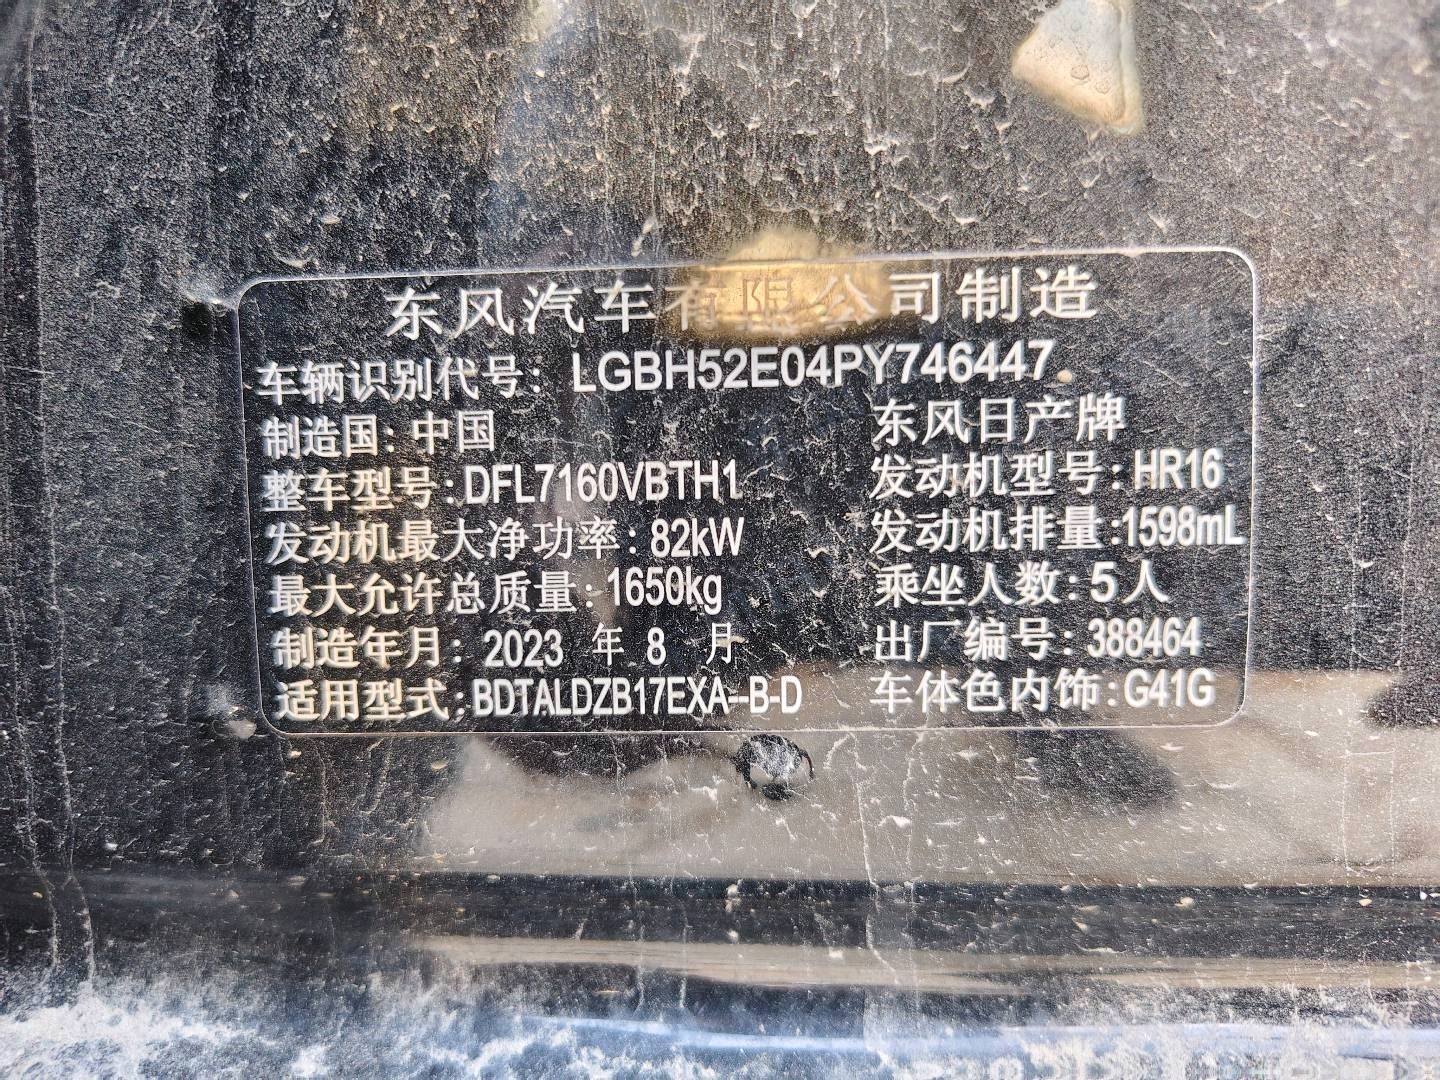 东风汽车有限公司制造
车辆识别代号: LGBH52E04PY746447
制造国: 中国 东风日产牌
整车型号: DFL7160VBTH1 发动机型号: HR16
发动机最大净功率: 82kW 发动机排量: 1598mL
最大允许总质量: 1650kg 乘坐人数: 5人
制造年月: 2023 年 8 月 出厂编号: 388464
适用型式: BDTALDZB17EXA--B-D 车体色内饰: G41G